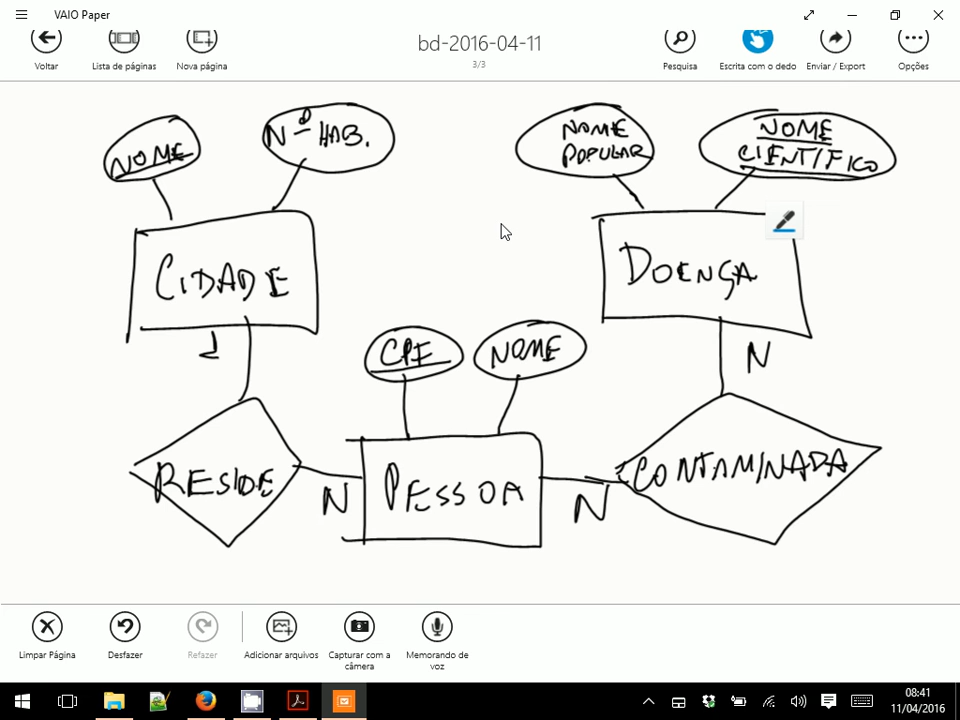 VAIO Paper
Voltar
Lista de páginas
Nova página
bd-2016-04-11
3/3
Pesquisa
Escrita com o dedo
Enviar / Export
Opções
NOME
Nº HAB.
NOME
POPULAR
NOME
CIENTÍFICO
CIDADE
DOENÇA
1
N
CPF
NOME
RESIDE
N
PESSOA
N
CONTAMINADA
Limpar Página
Desfazer
Refazer
Adicionar arquivos
Capturar com a
câmera
Memorando de
voz
08:41
11/04/2016